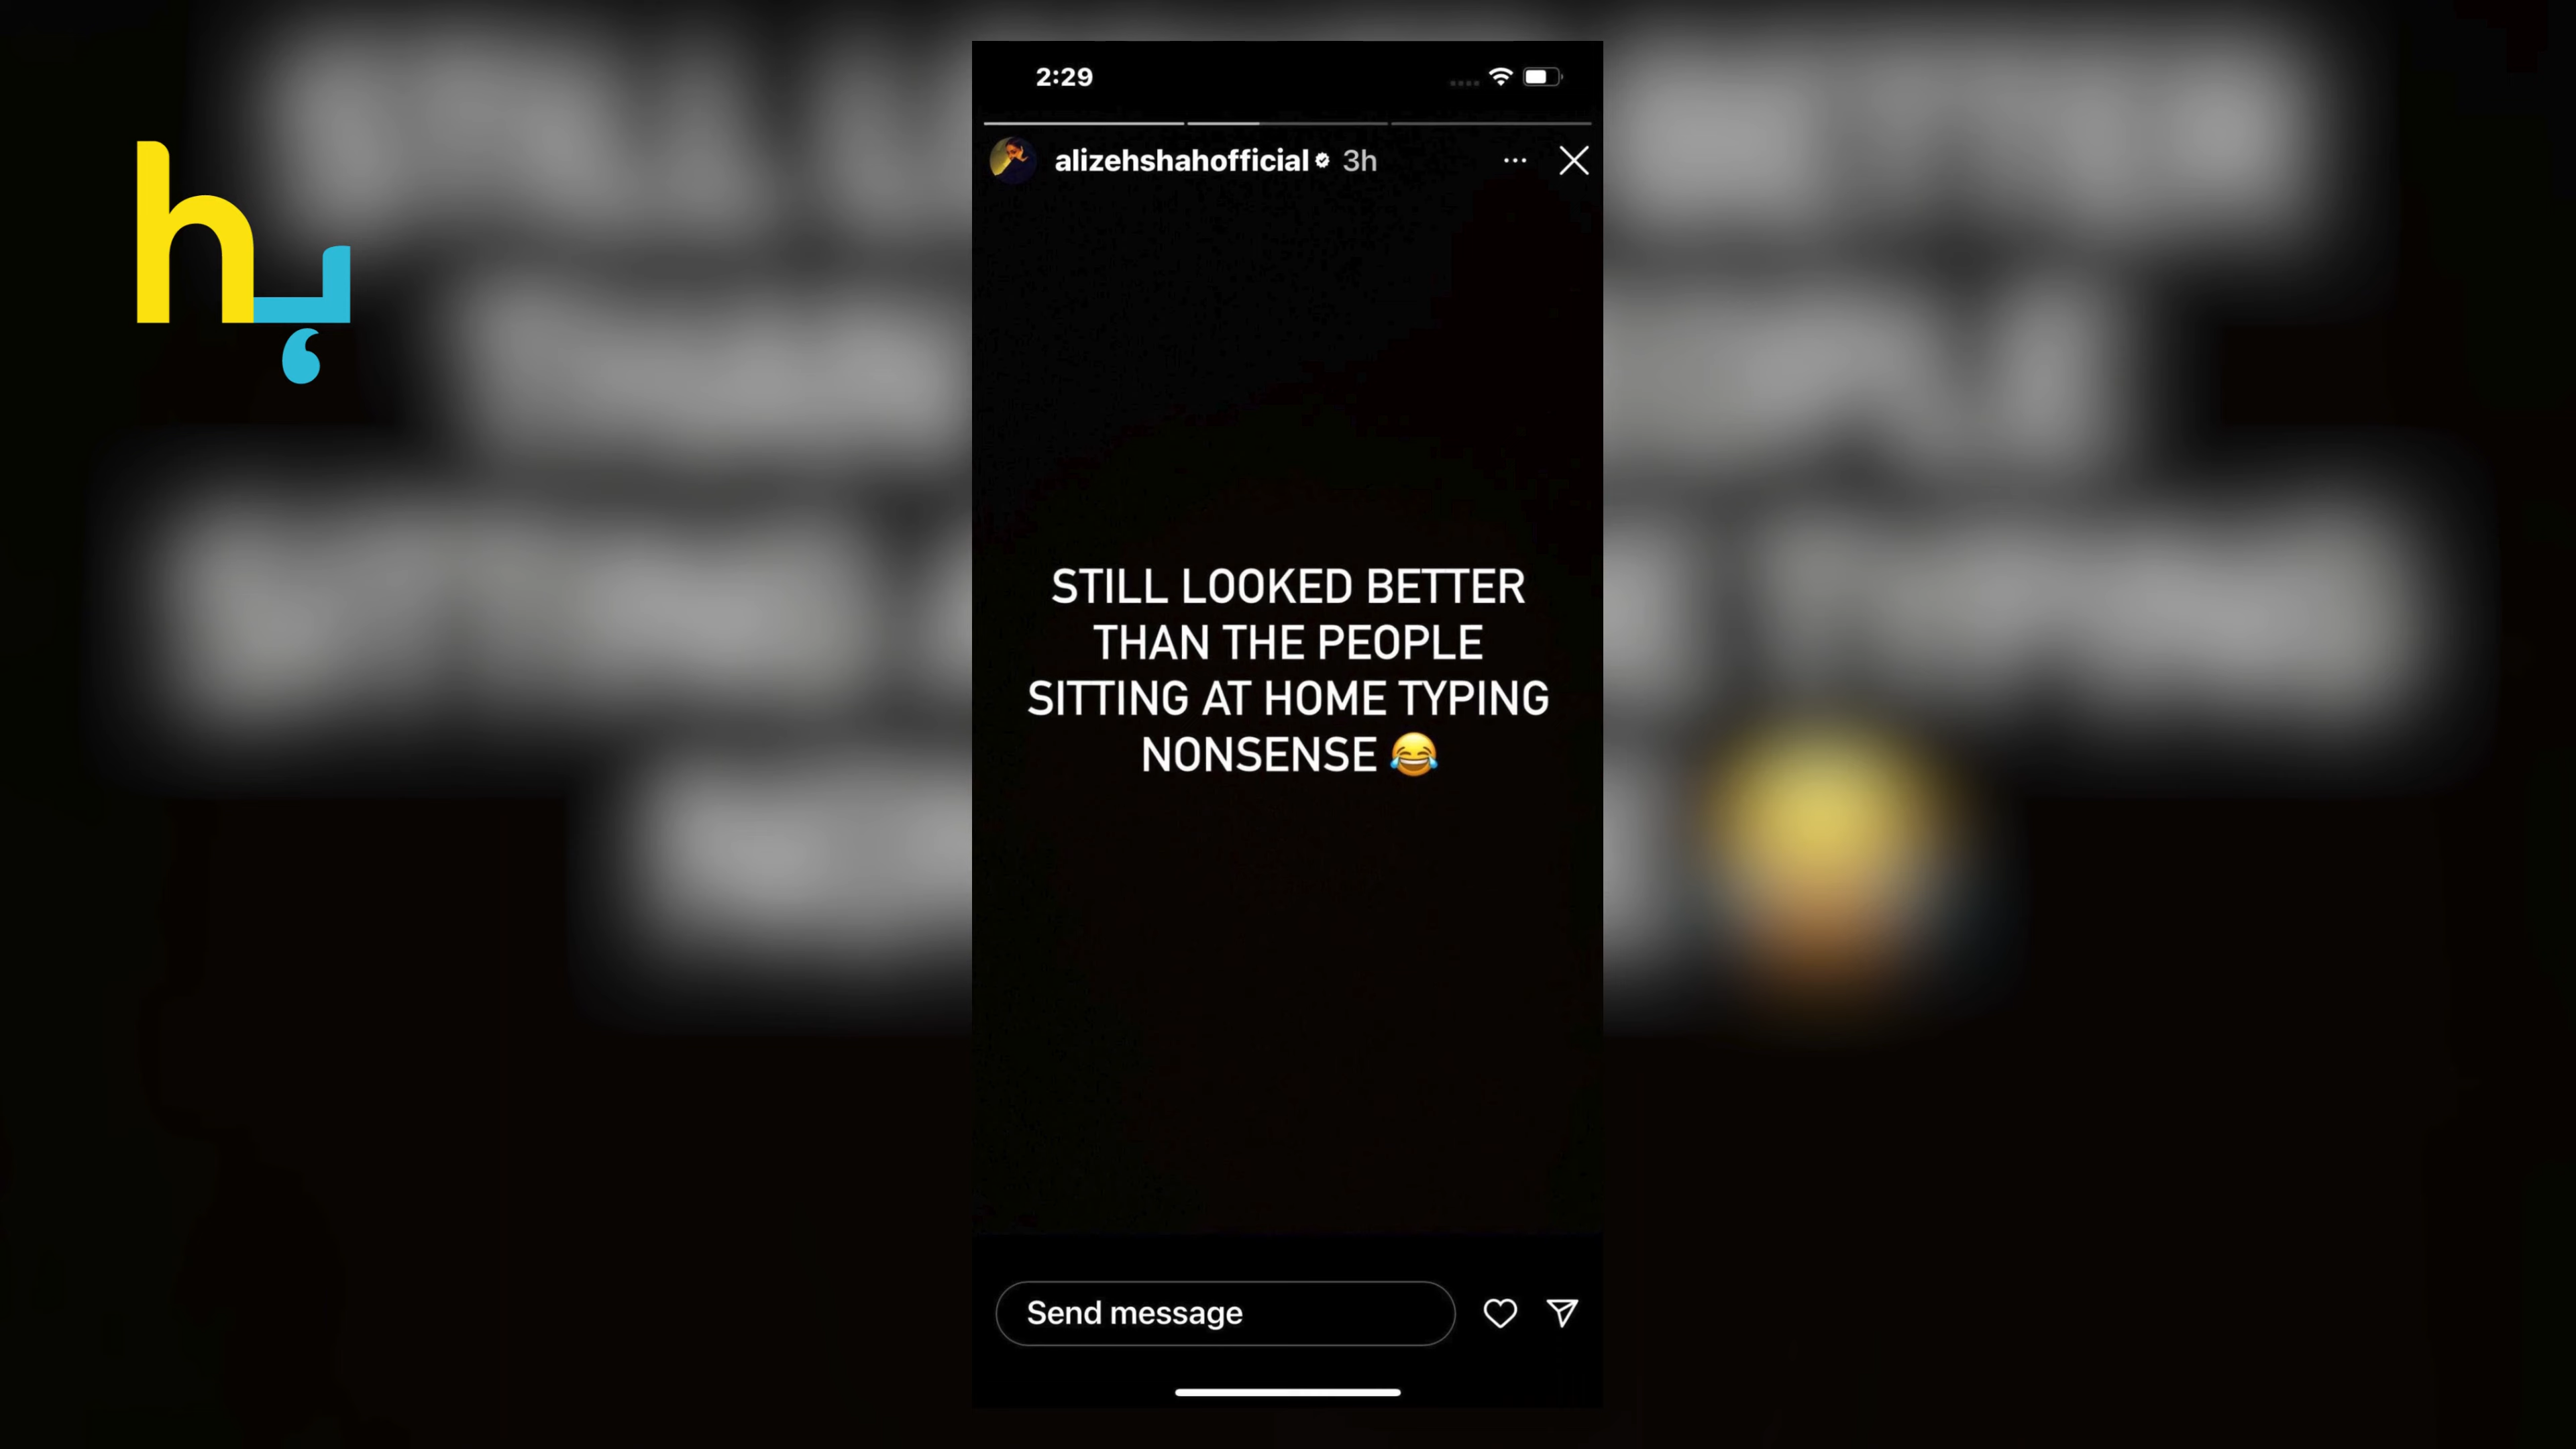 2:29
alizehshahofficial 3h
STILL LOOKED BETTER
THAN THE PEOPLE
SITTING AT HOME TYPING
NONSENSE 😂
Send message